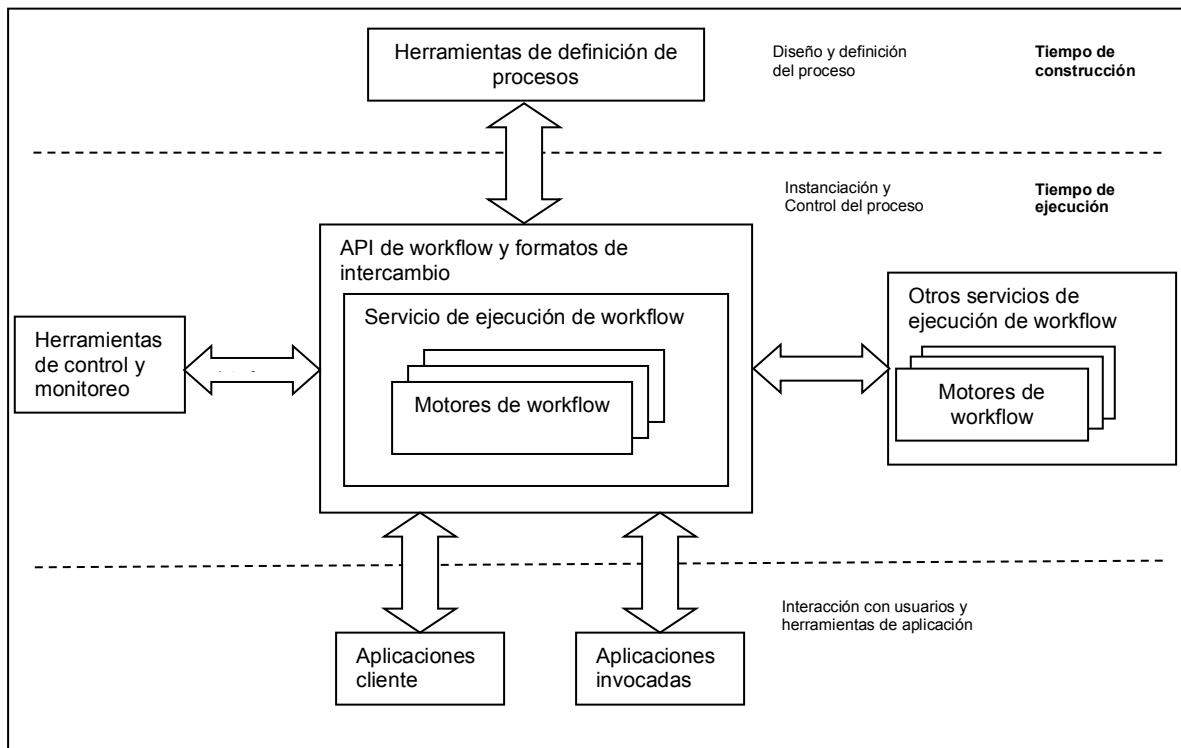 Herramientas de definición de
procesos
Diseño y definición
del proceso
Tiempo de
construcción
Instanciación y
Control del proceso
Tiempo de
ejecución
API de workflow y formatos de
intercambio
Servicio de ejecución de workflow
Motores de workflow
Herramientas
de control y
monitoreo
Otros servicios de
ejecución de workflow
Motores de
workflow
Interacción con usuarios y
herramientas de aplicación
Aplicaciones
cliente
Aplicaciones
invocadas